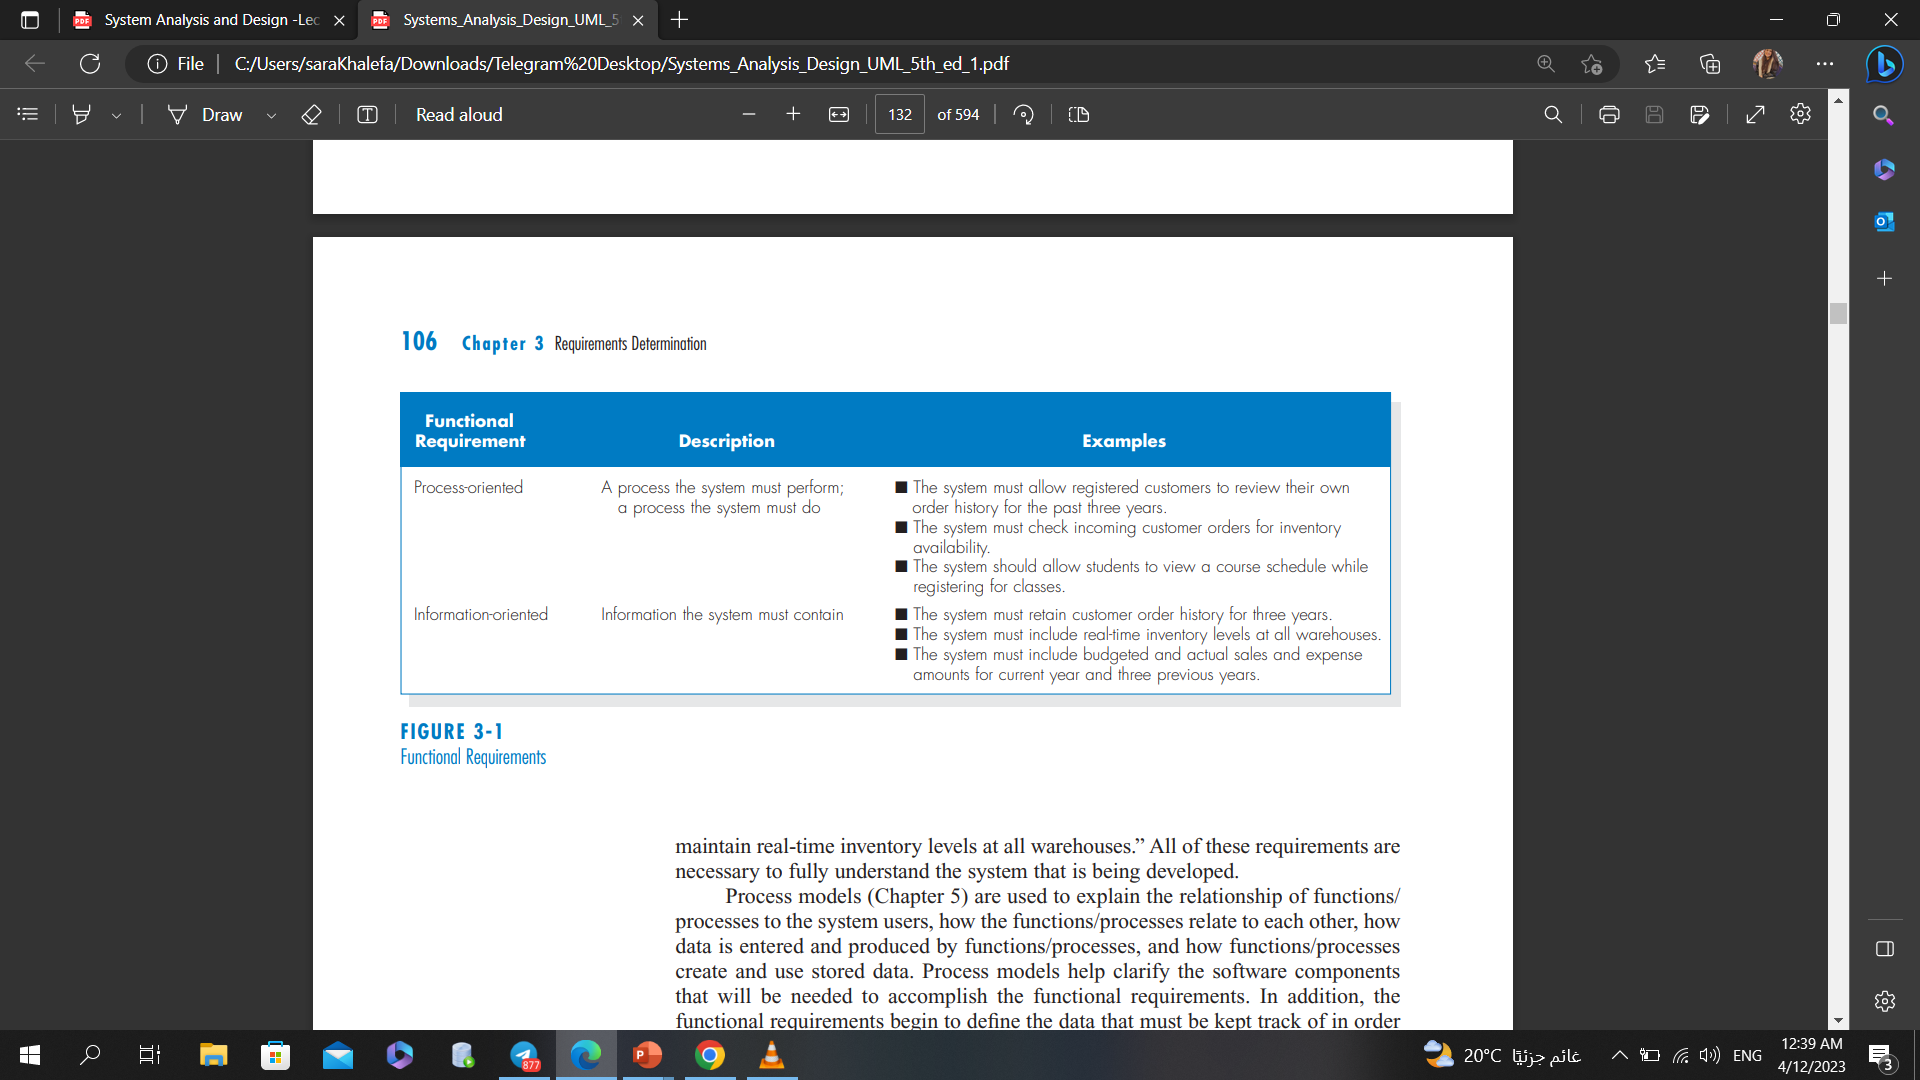 System Analysis and Design -Lec
Systems_Analysis_Design_UML_5
File
C:/Users/saraKhalefa/Downloads/Telegram%20Desktop/Systems_Analysis_Design_UML_5th_ed_1.pdf
Draw
Read aloud
132
of 594
106 Chapter 3 Requirements Determination
Functional
Requirement
Description
Examples
Process-oriented
A process the system must perform;
a process the system must do
■ The system must allow registered customers to review their own
order history for the past three years.
■ The system must check incoming customer orders for inventory
availability.
■ The system should allow students to view a course schedule while
registering for classes.
Information-oriented
Information the system must contain
■ The system must retain customer order history for three years.
■ The system must include real-time inventory levels at all warehouses.
■ The system must include budgeted and actual sales and expense
amounts for current year and three previous years.
FIGURE 3-1
Functional Requirements
maintain real-time inventory levels at all warehouses.” All of these requirements are
necessary to fully understand the system that is being developed.
Process models (Chapter 5) are used to explain the relationship of functions/
processes to the system users, how the functions/processes relate to each other, how
data is entered and produced by functions/processes, and how functions/processes
create and use stored data. Process models help clarify the software components
that will be needed to accomplish the functional requirements. In addition, the
functional requirements begin to define the data that must be kept track of in order
877
20°C غائم جزئيًا
ENG
12:39 AM
4/12/2023
3